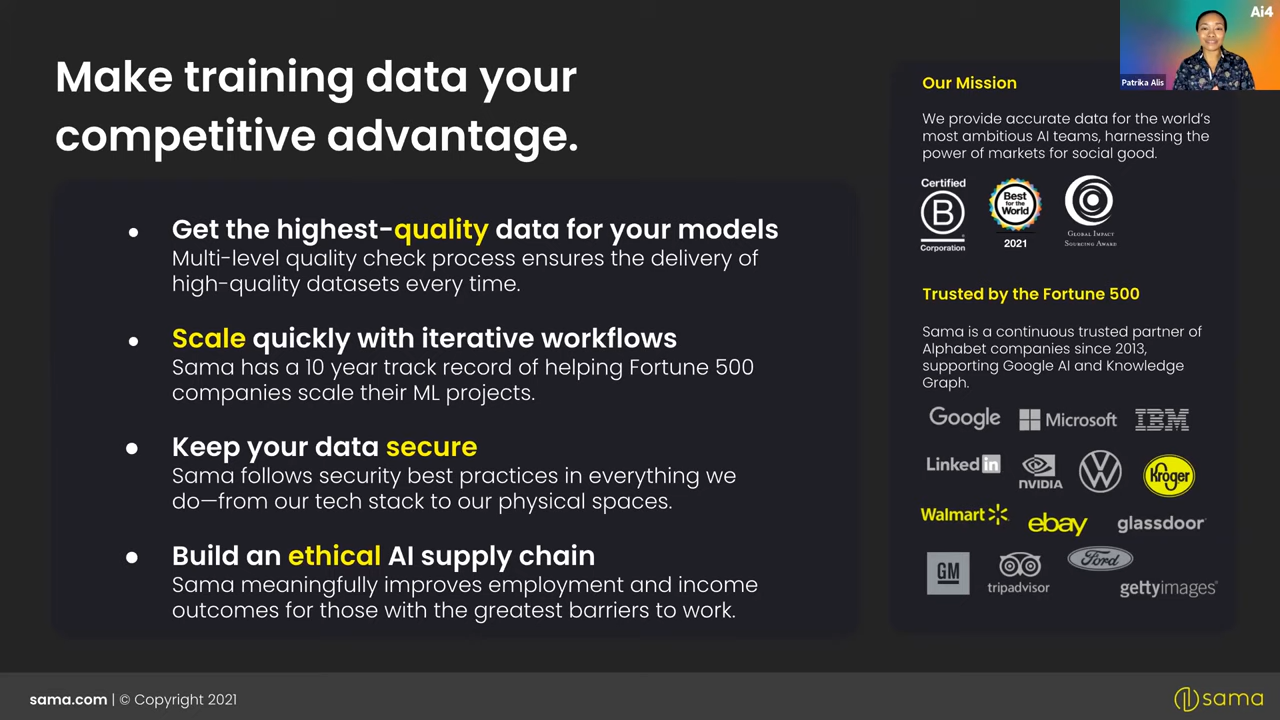 Make training data your
competitive advantage.
• Get the highest-quality data for your models
Multi-level quality check process ensures the delivery of
high-quality datasets every time.
• Scale quickly with iterative workflows
Sama has a 10 year track record of helping Fortune 500
companies scale their ML projects.
• Keep your data secure
Sama follows security best practices in everything we
do—from our tech stack to our physical spaces.
• Build an ethical AI supply chain
Sama meaningfully improves employment and income
outcomes for those with the greatest barriers to work.
Ai4
Patrika Alis
Our Mission
We provide accurate data for the world's
most ambitious AI teams, harnessing the
power of markets for social good.
Certified
B
Corporation
Best
for the
World
2021
Global Impact
Sourcing Award
Trusted by the Fortune 500
Sama is a continuous trusted partner of
Alphabet companies since 2013,
supporting Google AI and Knowledge
Graph.
Google Microsoft IBM
Linked in NVIDIA VW Kroger
Walmart ebay glassdoor
GM tripadvisor Ford
gettyimages
sama.com | © Copyright 2021
sama